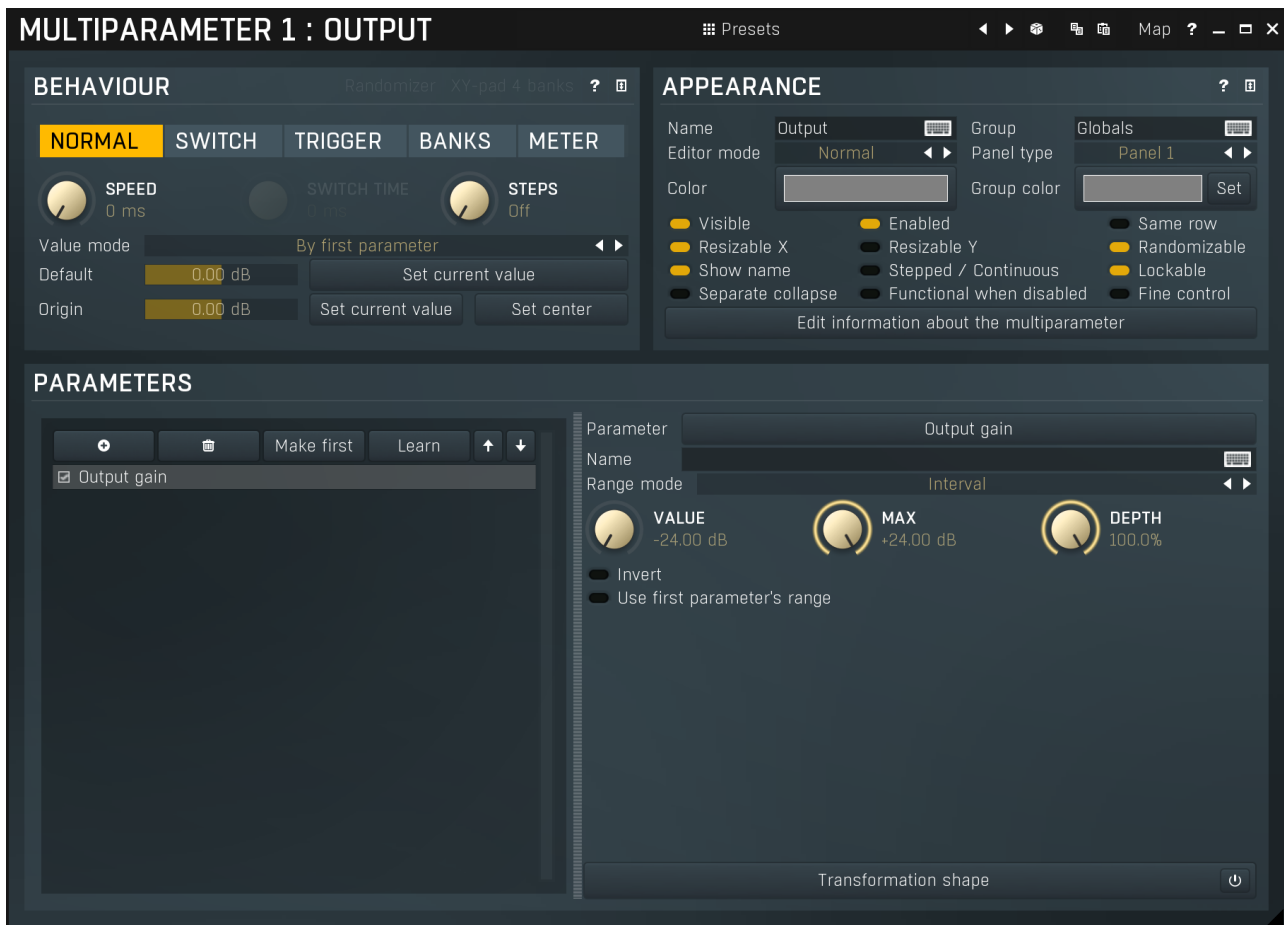 MULTIPARAMETER 1 : OUTPUT Presets Map ?
BEHAVIOUR Randomizer XY-pad 4 banks ?
NORMAL SWITCH TRIGGER BANKS METER
SPEED SWITCH TIME STEPS
0 ms 0 ms Off
Value mode By first parameter
Default 0.00 dB Set current value
Origin 0.00 dB Set current value Set center
APPEARANCE ?
Name Output Group Globals
Editor mode Normal Panel type Panel 1
Color Group color Set
Visible Enabled Same row
Resizable X Resizable Y Randomizable
Show name Stepped / Continuous Lockable
Separate collapse Functional when disabled Fine control
Edit information about the multiparameter
PARAMETERS
Make first Learn
Output gain
Parameter Output gain
Name
Range mode Interval
VALUE MAX DEPTH
-24.00 dB +24.00 dB 100.0%
Invert
Use first parameter's range
Transformation shape